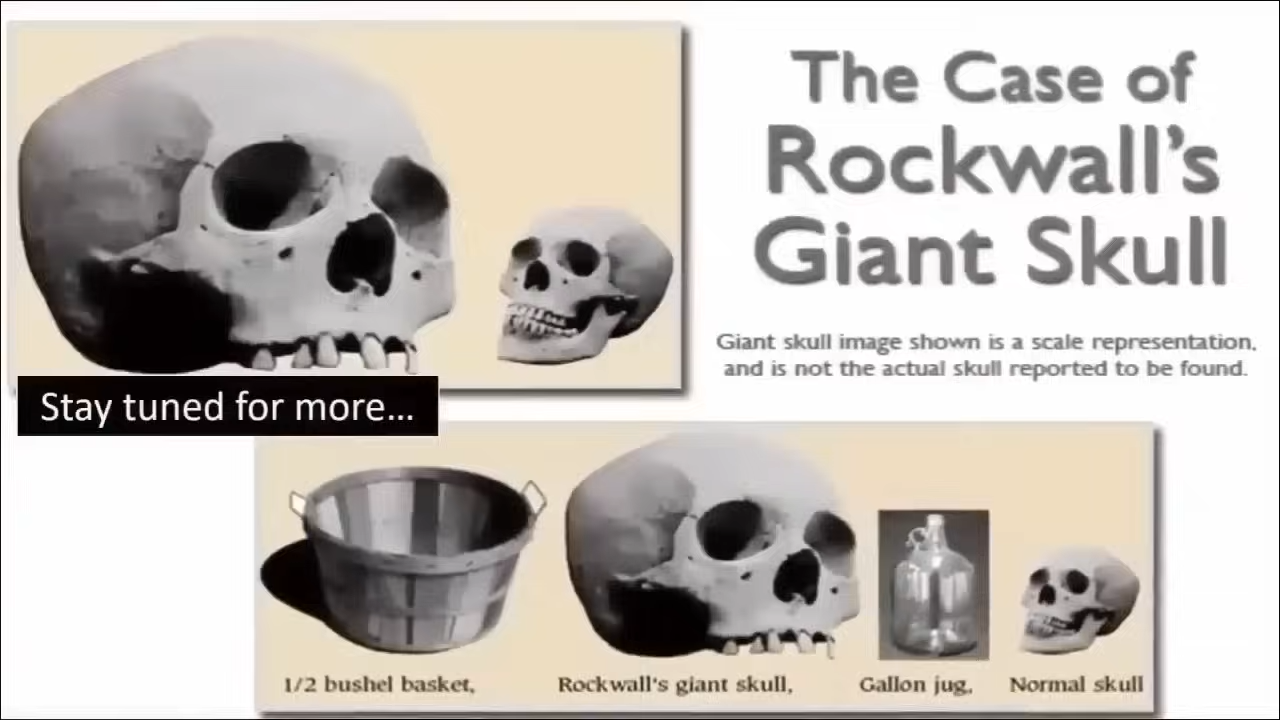 The Case of
Rockwall's
Giant Skull
Giant skull image shown is a scale representation,
and is not the actual skull reported to be found.
Stay tuned for more...
1/2 bushel basket,
Rockwall's giant skull,
Gallon jug,
Normal skull